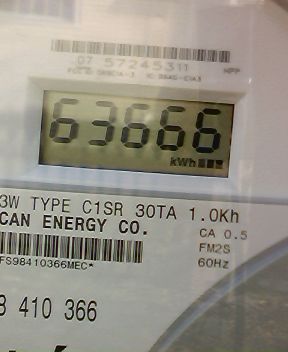 07 57245311
63666
kWh
3W TYPE C1SR 30TA 1.0Kh
CAN ENERGY CO.
CA 0.5
FM2S
FS98410366MEC*
60Hz
8 410 366